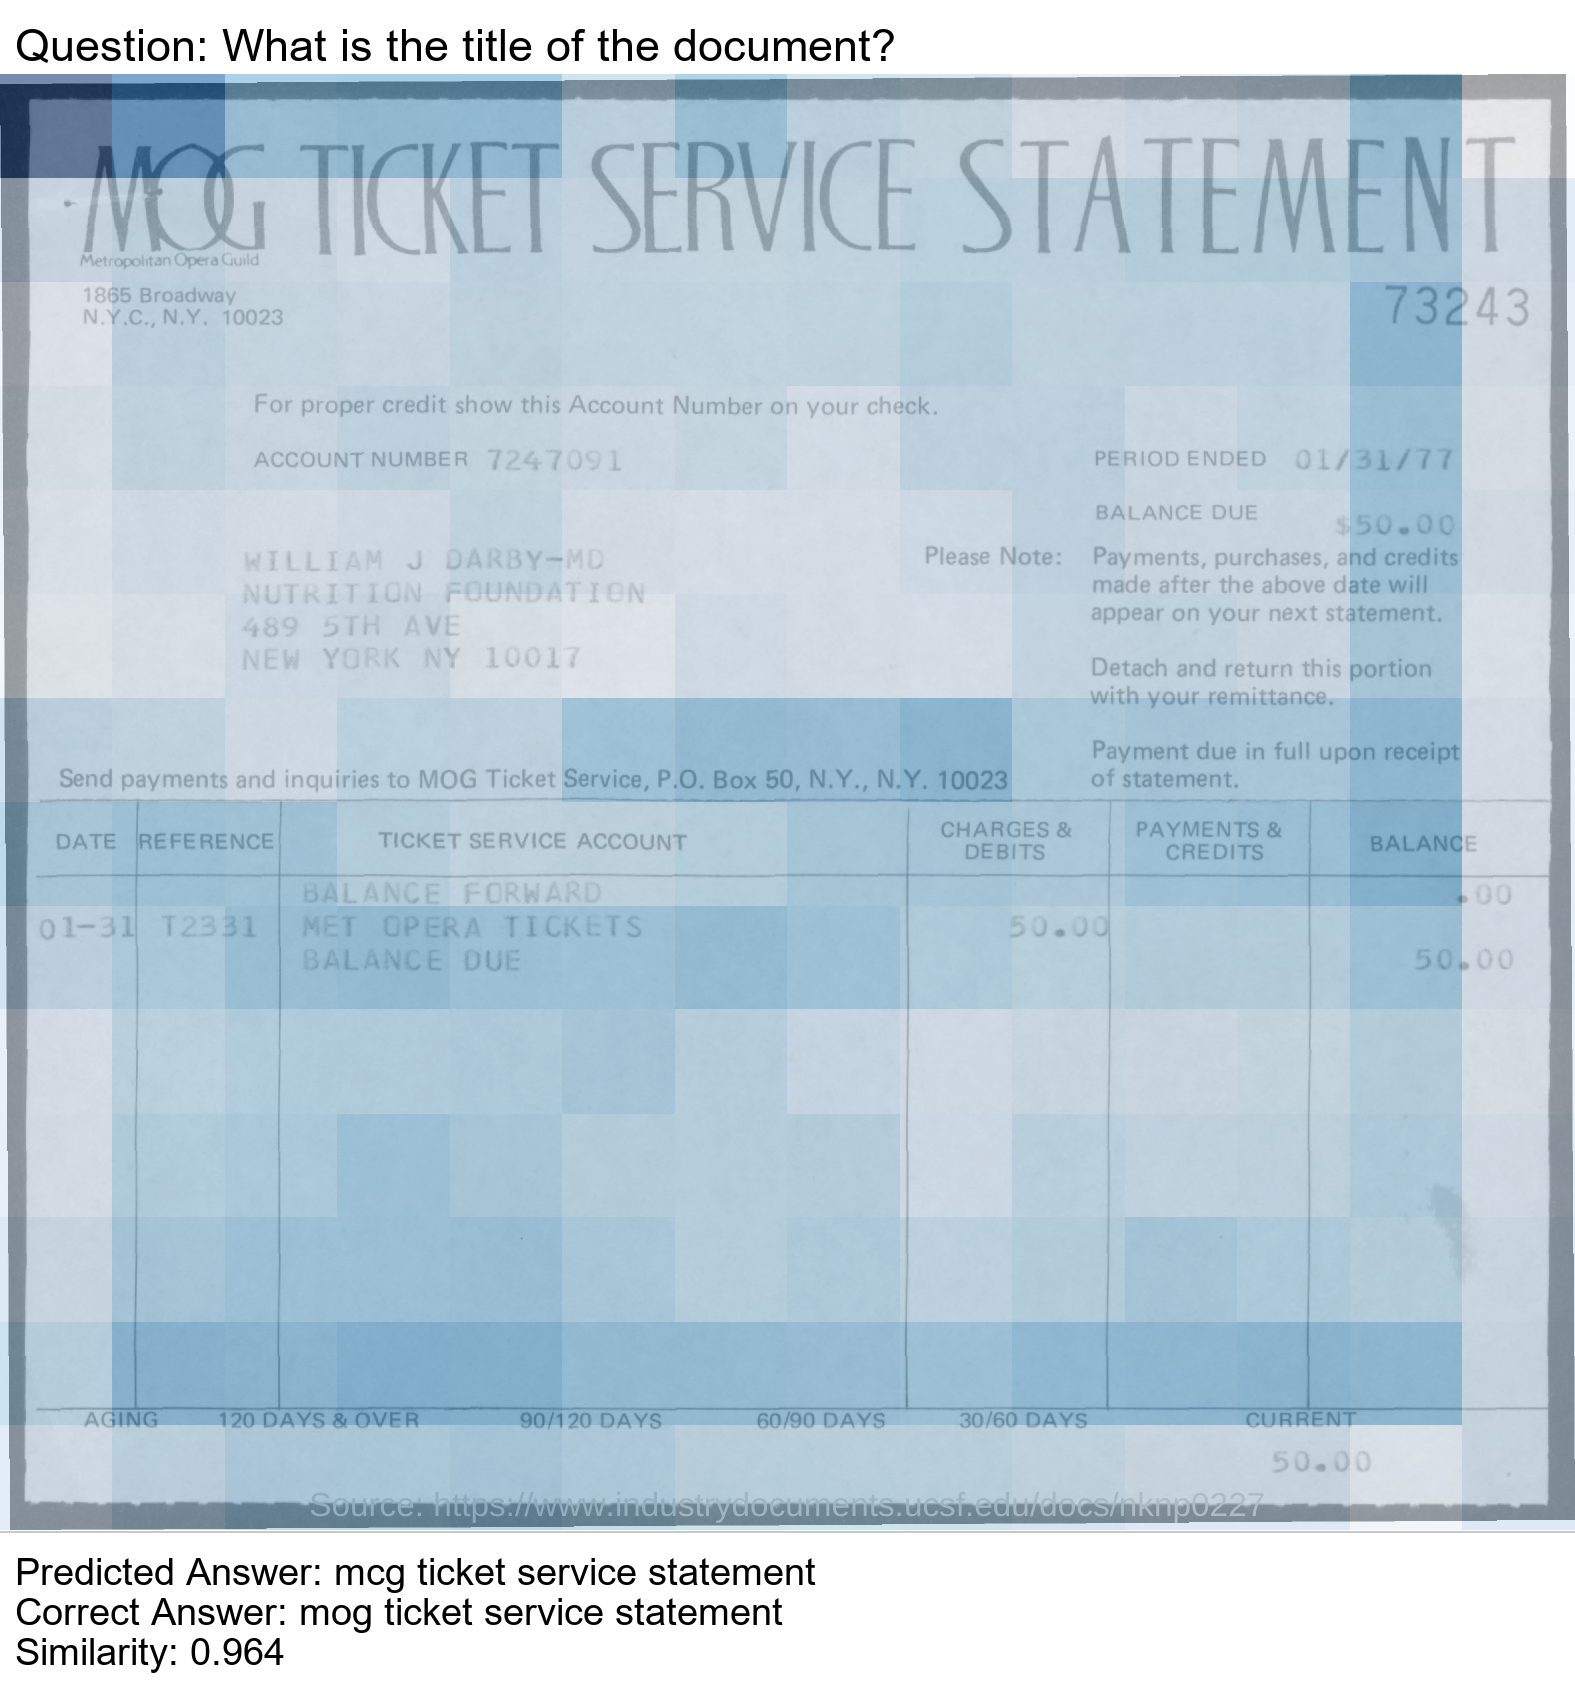 Question: What is the title of the document?
MOG TICKET SERVICE STATEMENT
Metropolitan Opera Guild
1865 Broadway
N.Y.C., N.Y. 10023
73243
For proper credit show this Account Number on your check.
ACCOUNT NUMBER 7247091
PERIOD ENDED 01/31/77
BALANCE DUE $50.00
WILLIAM J DARBY-MD
NUTRITION FOUNDATION
489 5TH AVE
NEW YORK NY 10017
Please Note: Payments, purchases, and credits
made after the above date will
appear on your next statement.
Detach and return this portion
with your remittance.
Payment due in full upon receipt
of statement.
Send payments and inquiries to MOG Ticket Service, P.O. Box 50, N.Y., N.Y. 10023
DATE REFERENCE TICKET SERVICE ACCOUNT CHARGES & DEBITS PAYMENTS & CREDITS BALANCE
BALANCE FORWARD .00
01-31 T2331 MET OPERA TICKETS 50.00
BALANCE DUE 50.00
AGING 120 DAYS & OVER 90/120 DAYS 60/90 DAYS 30/60 DAYS CURRENT
50.00
Source: https://www.industrydocuments.ucsf.edu/docs/nknp0227
Predicted Answer: mcg ticket service statement
Correct Answer: mog ticket service statement
Similarity: 0.964